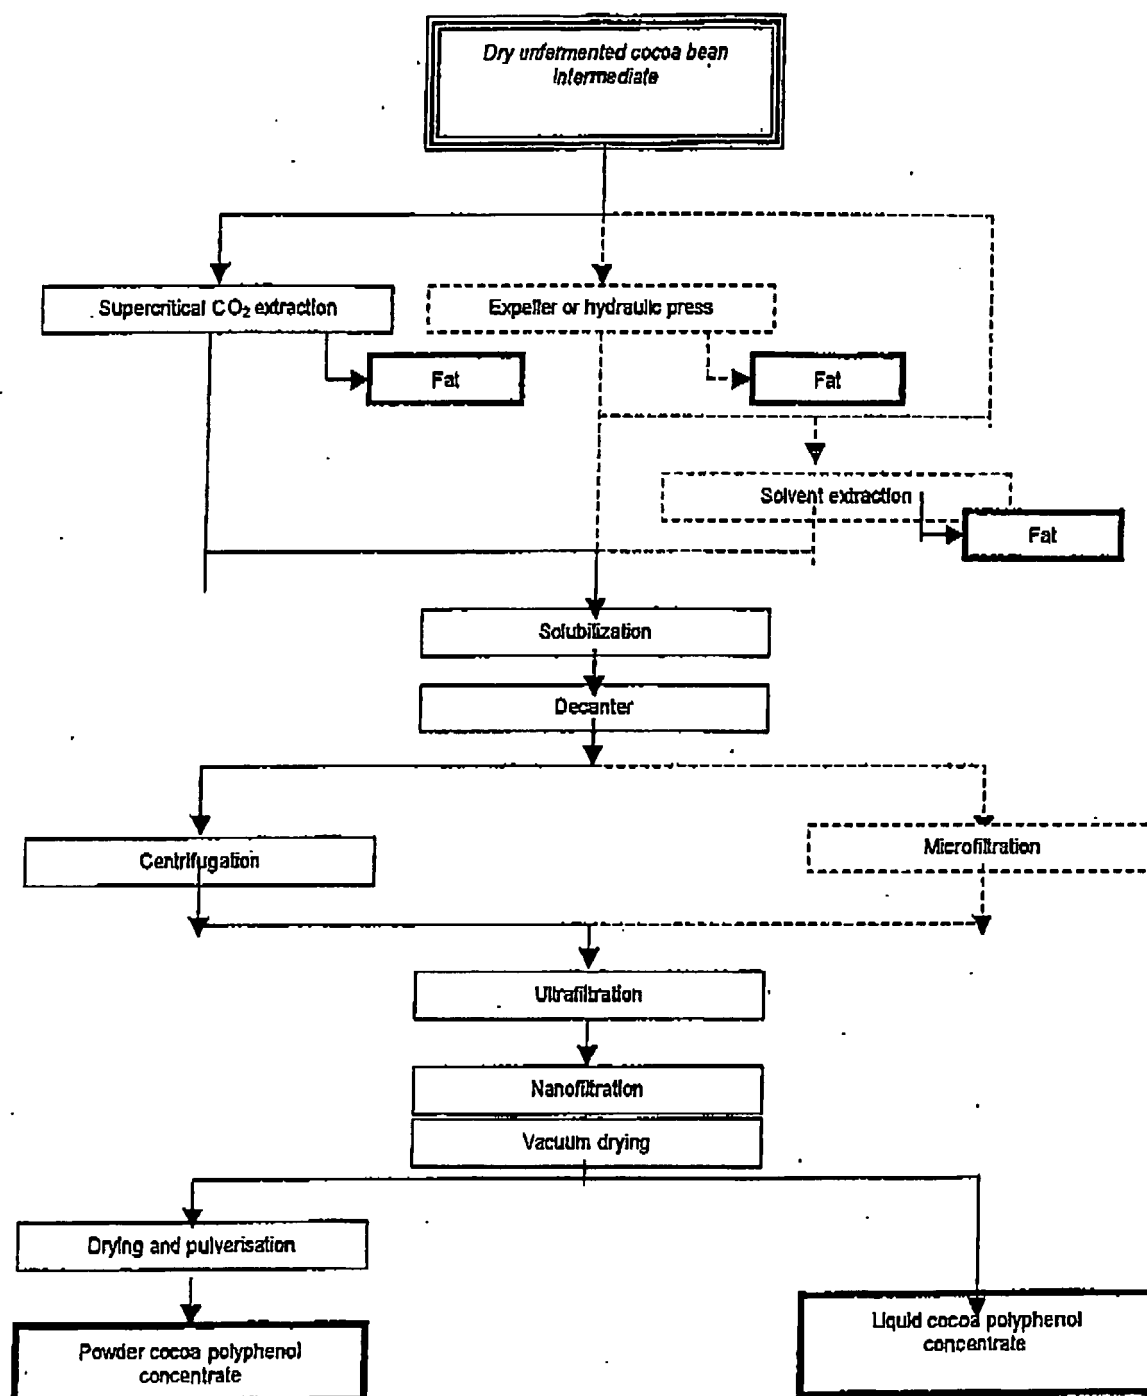 Dry unfermented cocoa bean
intermediate
Supercritical CO₂ extraction
Expeller or hydraulic press
Fat
Fat
Solvent extraction
Fat
Solubilization
Decanter
Centrifugation
Microfiltration
Ultrafiltration
Nanofiltration
Vacuum drying
Drying and pulverisation
Powder cocoa polyphenol
concentrate
Liquid cocoa polyphenol
concentrate